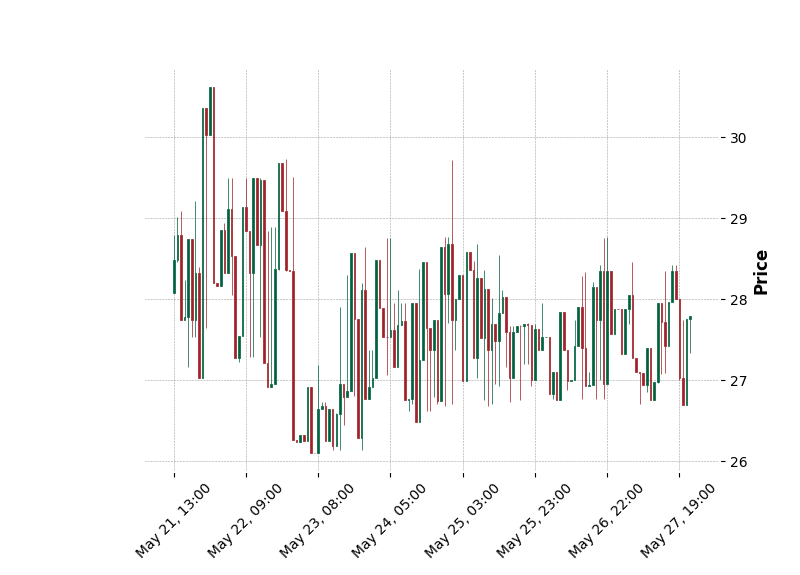 30
29
28
27
26
Price
May 21, 13:00
May 22, 09:00
May 23, 08:00
May 24, 05:00
May 25, 03:00
May 25, 23:00
May 26, 22:00
May 27, 19:00